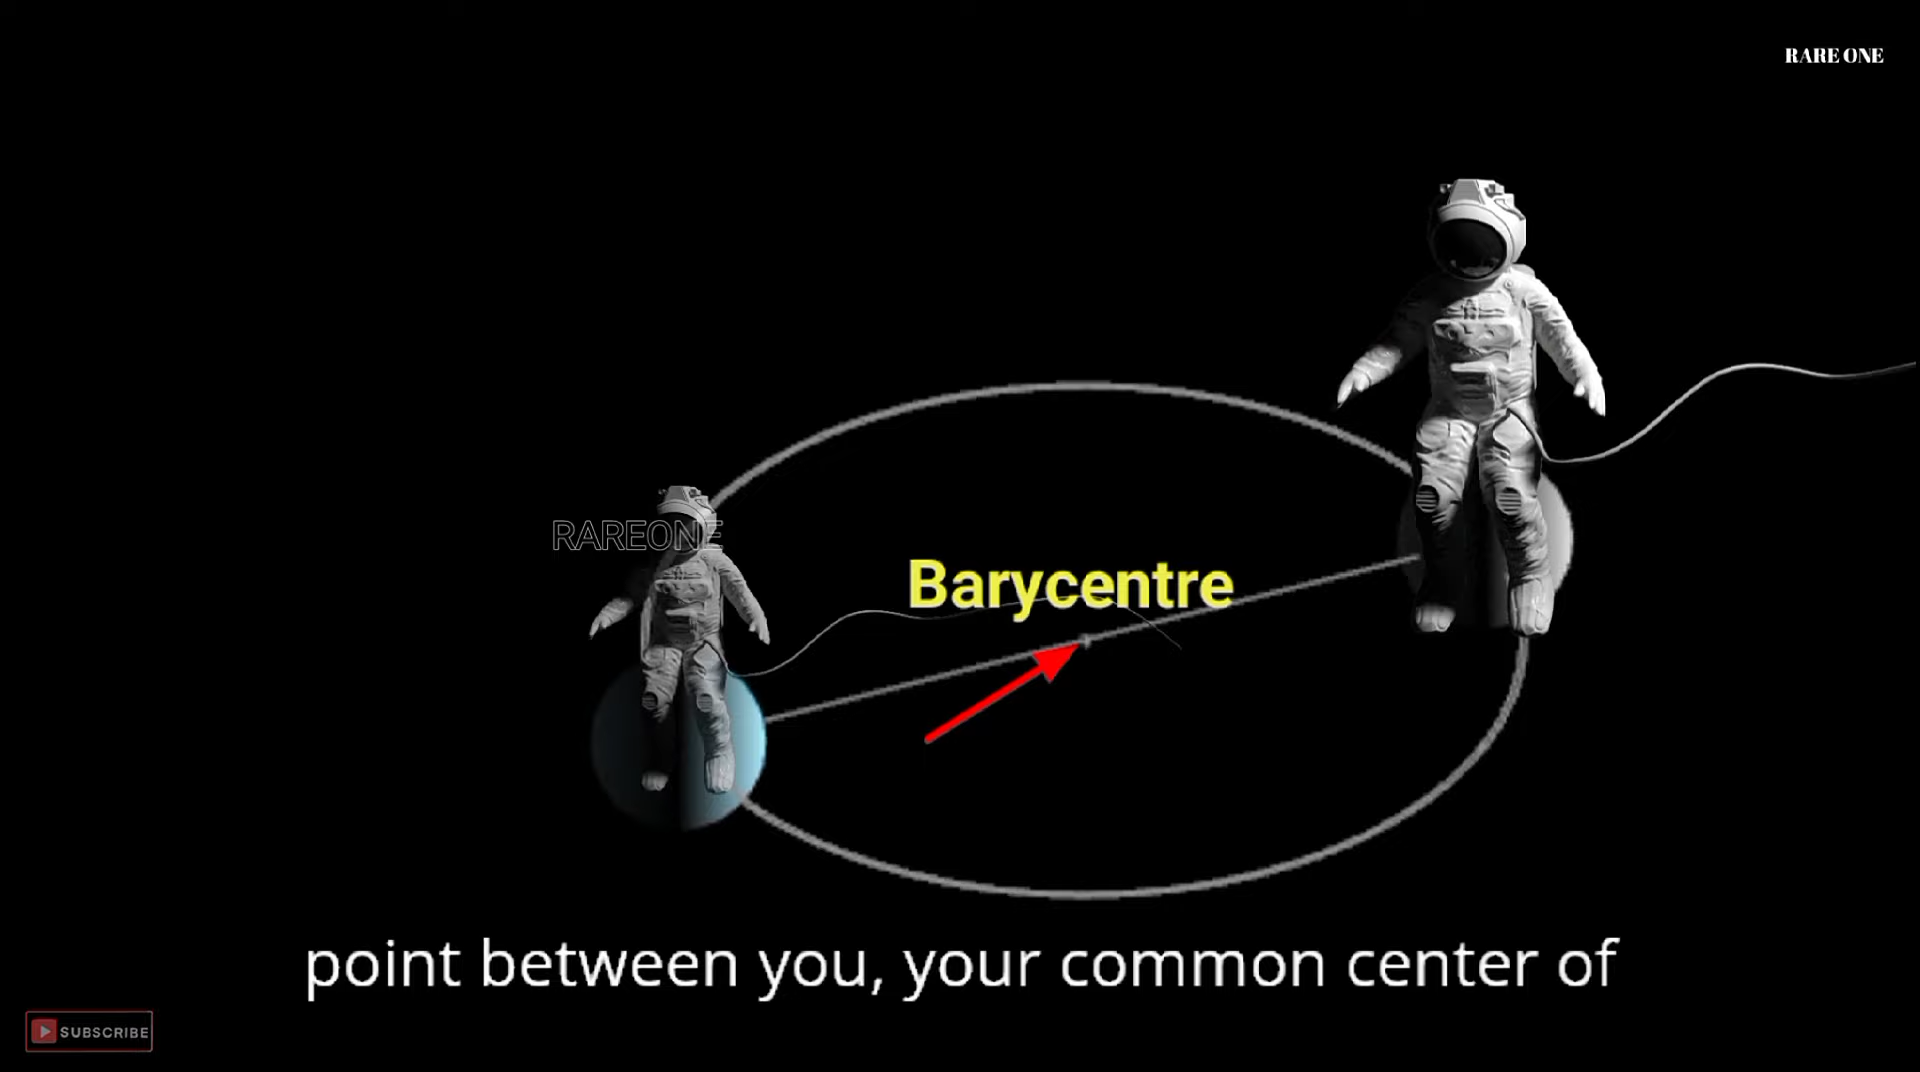 RARE ONE
RAREONE
Barycentre
point between you, your common center of
SUBSCRIBE